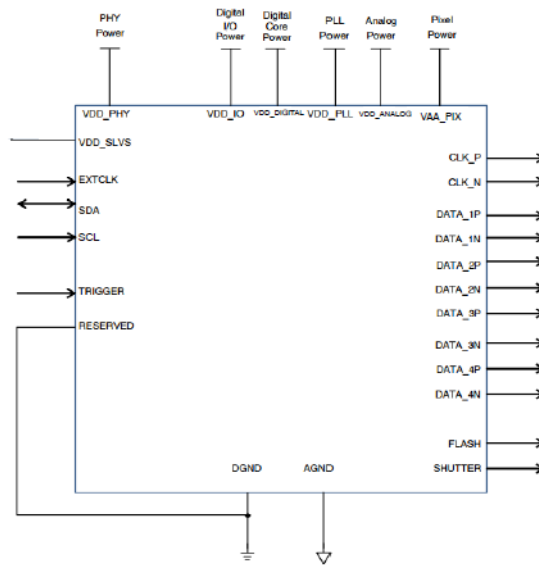 PHY
Power
Digital
I/O
Power
Digital
Core
Power
PLL
Power
Analog
Power
Pixel
Power
VDD_PHY
VDD_IO
VDD_DIGITAL
VDD_PLL
VDD_ANALOG
VAA_PIX
VDD_SLVS
EXTCLK
SDA
SCL
TRIGGER
RESERVED
CLK_P
CLK_N
DATA_1P
DATA_1N
DATA_2P
DATA_2N
DATA_3P
DATA_3N
DATA_4P
DATA_4N
FLASH
SHUTTER
DGND
AGND